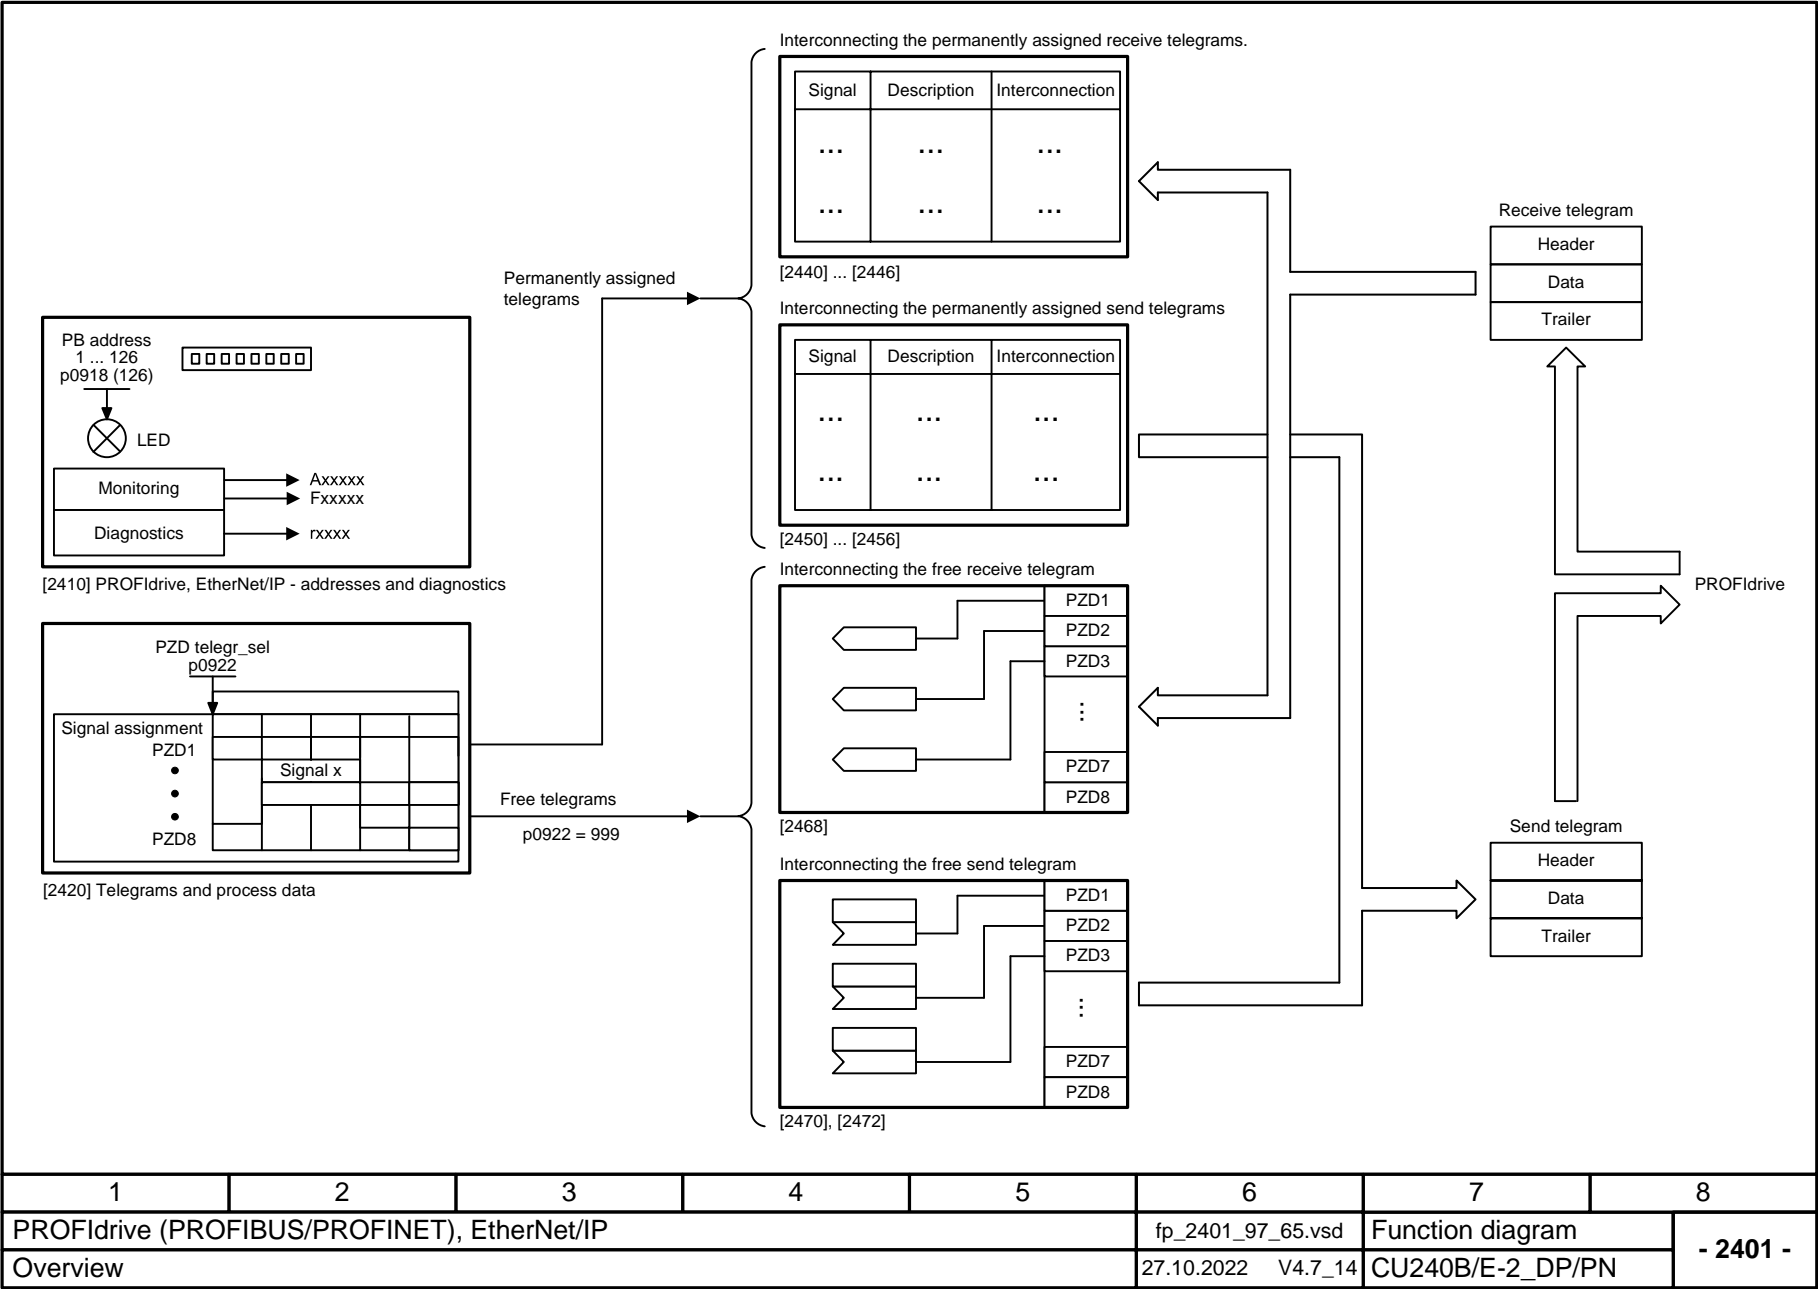 Interconnecting the permanently assigned receive telegrams.
Signal Description Interconnection
... ... ...
... ... ...
[2440] ... [2446]
Permanently assigned
telegrams
Interconnecting the permanently assigned send telegrams
Signal Description Interconnection
... ... ...
... ... ...
[2450] ... [2456]
PB address
1 ... 126
p0918 (126)
LED
Monitoring
Axxxxx
Fxxxxx
Diagnostics
rxxxx
[2410] PROFIdrive, EtherNet/IP - addresses and diagnostics
PZD telegr_sel
p0922
Signal assignment
PZD1
Signal x
PZD8
[2420] Telegrams and process data
Free telegrams
p0922 = 999
Interconnecting the free receive telegram
PZD1
PZD2
PZD3
...
PZD7
PZD8
[2468]
Interconnecting the free send telegram
PZD1
PZD2
PZD3
...
PZD7
PZD8
[2470], [2472]
Receive telegram
Header
Data
Trailer
PROFIdrive
Send telegram
Header
Data
Trailer
1 2 3 4 5 6 7 8
PROFIdrive (PROFIBUS/PROFINET), EtherNet/IP
fp_2401_97_65.vsd
Function diagram
- 2401 -
Overview
27.10.2022 V4.7_14
CU240B/E-2_DP/PN